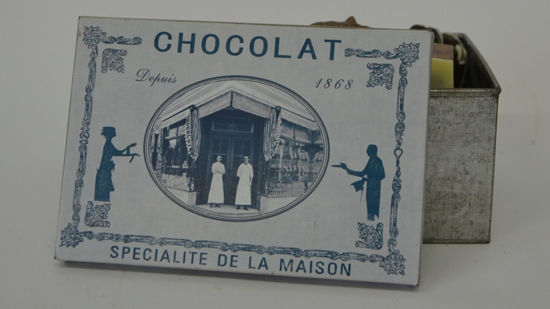 CHOCOLAT
Depuis 1868
SPECIALITE DE LA MAISON